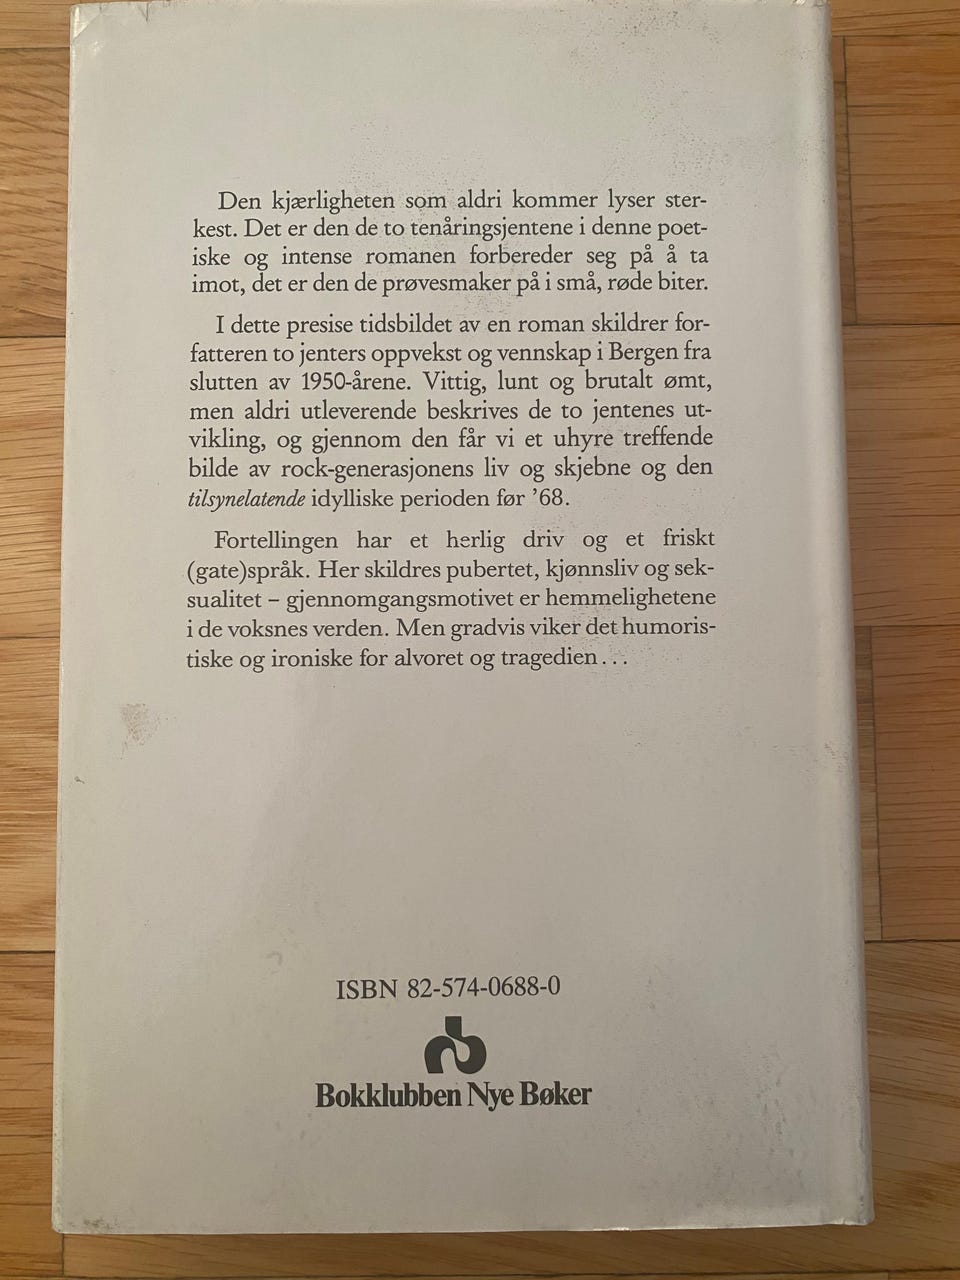 Den kjærligheten som aldri kommer lyser ster-
kest. Det er den de to tenåringsjentene i denne poet-
iske og intense romanen forbereder seg på å ta
imot, det er den de prøvesmaker på i små, røde biter.
I dette presise tidsbildet av en roman skildrer for-
fatteren to jenters oppvekst og vennskap i Bergen fra
slutten av 1950-årene. Vittig, lunt og brutalt ømt,
men aldri utleverende beskrives de to jentenes ut-
vikling, og gjennom den får vi et uhyre treffende
bilde av rock-generasjonens liv og skjebne og den
tilsynelatende idylliske perioden før ’68.
Fortellingen har et herlig driv og et friskt
(gate)språk. Her skildres pubertet, kjønnsliv og sek-
sualitet – gjennomgangsmotivet er hemmelighetene
i de voksnes verden. Men gradvis viker det humoris-
tiske og ironiske for alvoret og tragedien...
ISBN 82-574-0688-0
Bokklubben Nye Bøker